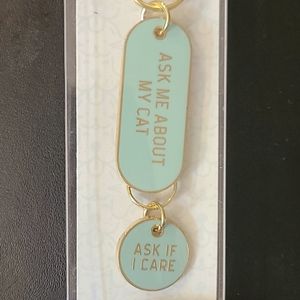 ASK ME ABOUT
MY CAT
ASK IF
I CARE